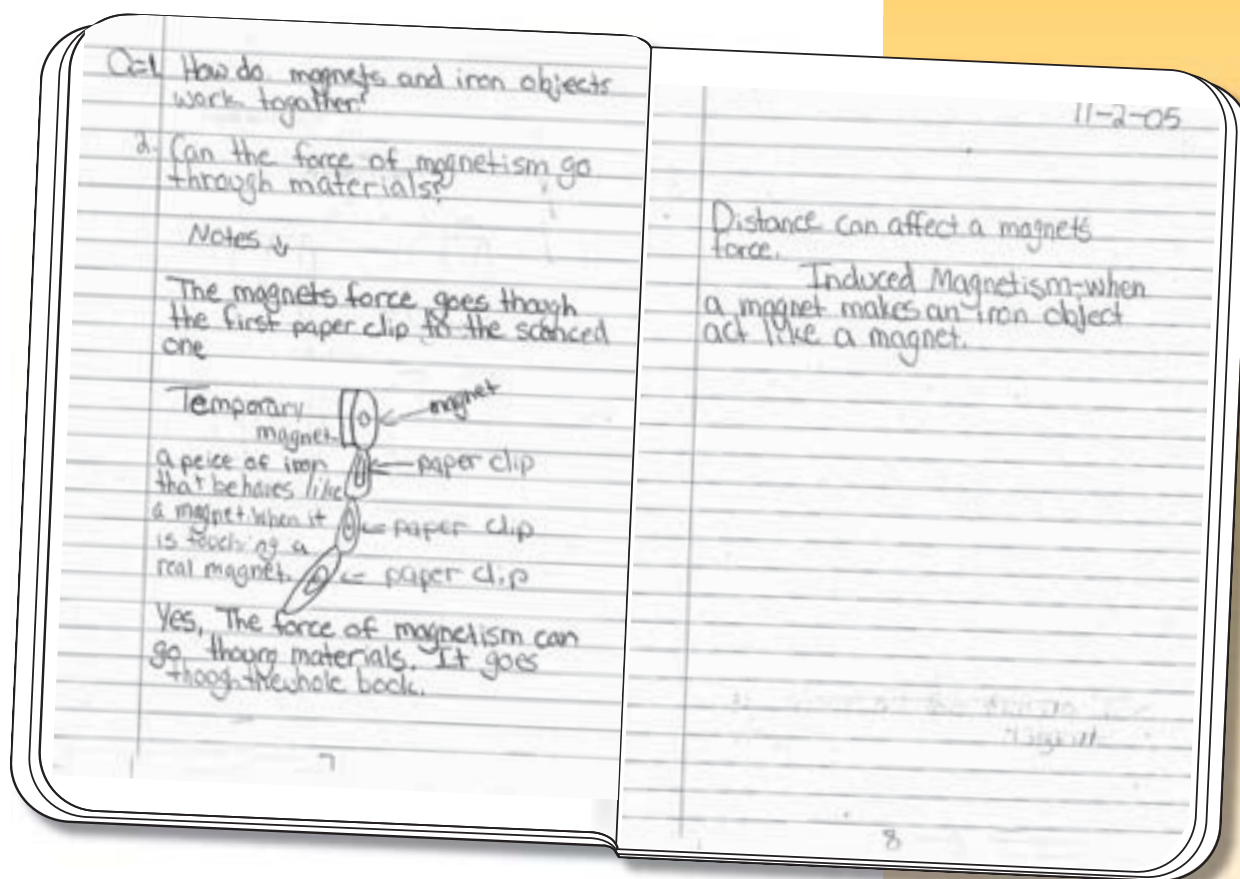 Q=1 How do magnets and iron objects
work togather?
2. Can the force of magnetism go
through materials?
Notes ↓
The magnets force goes though
the first paper clip to the sconced
one
Temporary
magnet-
a peice of iron
that behaves like
a magnet when it
is touching a
real magnet.
magnet
paper clip
paper clip
paper clip
Yes, The force of magnetism can
go materials. It goes
though the whole book.
7
11-2-05
Distance can affect a magnets
force.
Induced Magnetism-when
a magnet makes an iron object
act like a magnet.
8